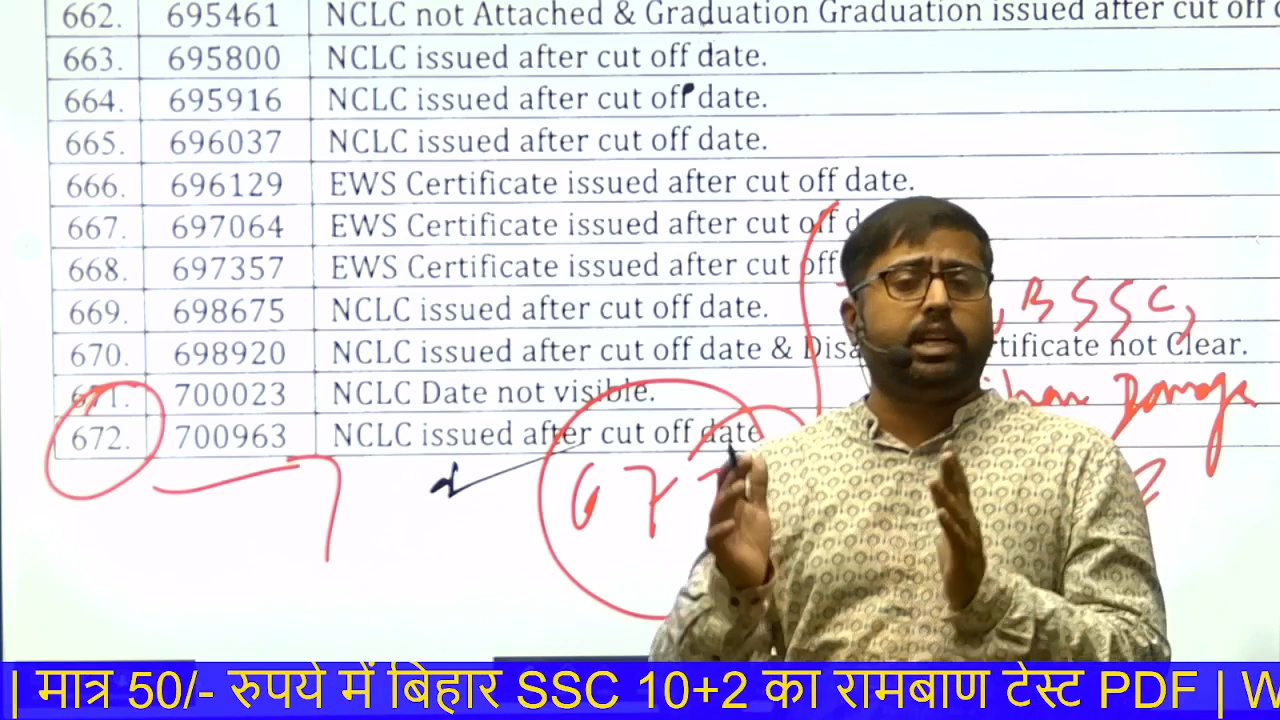 662. 695461 NCLC not Attached & Graduation Graduation issued after cut off
663. 695800 NCLC issued after cut off date.
664. 695916 NCLC issued after cut off date.
665. 696037 NCLC issued after cut off date.
666. 696129 EWS Certificate issued after cut off date.
667. 697064 EWS Certificate issued after cut off
668. 697357 EWS Certificate issued after cut off
669. 698675 NCLC issued after cut off date.
670. 698920 NCLC issued after cut off date & not Clear.
671. 700023 NCLC Date not visible.
672. 700963 NCLC issued after cut off date
BSSC,
67
| मात्र 50/- रुपये में बिहार SSC 10+2 का रामबाण टेस्ट PDF |